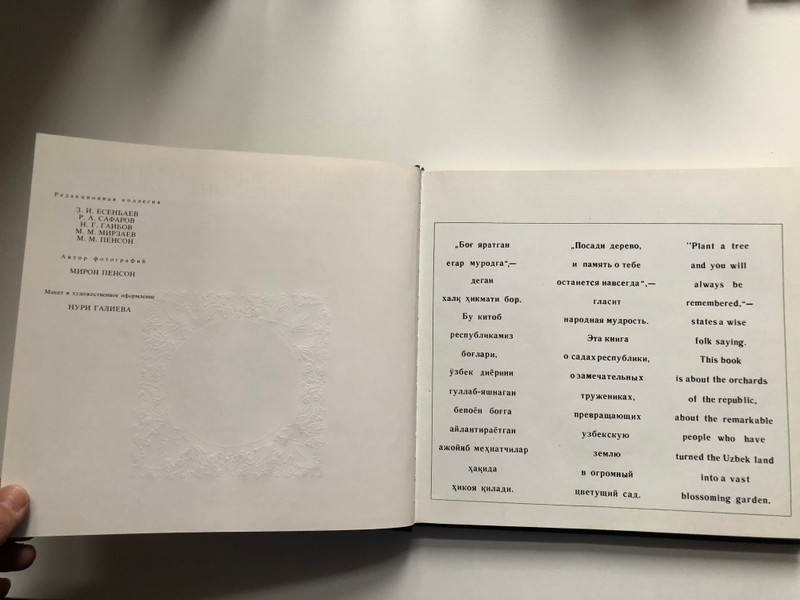 Редакционная коллегия
З. И. ЕСЕНБАЕВ
Р. А. САФАРОВ
Н. Г. ГАИБОВ
М. М. МИРЗАЕВ
М. М. ПЕНСОН
Автор фотографий
МИРОН ПЕНСОН
Макет и художественное оформление
НУРИ ГАЛИЕВА
„Боғ яратган
етар муродга“,—
деган
халқ ҳикмати бор.
Бу китоб
республикамиз
боғлари,
ўзбек диёрини
гуллаб-яшнаган
бепоён боғга
айлантираётган
ажойиб меҳнатчилар
ҳақида
ҳикоя қилади.
„Посади дерево,
и память о тебе
останется навсегда“,—
гласит
народная мудрость.
Эта книга
о садах республики,
о замечательных
тружениках,
превращающих
узбекскую
землю
в огромный
цветущий сад.
"Plant a tree
and you will
always be
remembered,"—
states a wise
folk saying.
This book
is about the orchards
of the republic,
about the remarkable
people who have
turned the Uzbek land
into a vast
blossoming garden.